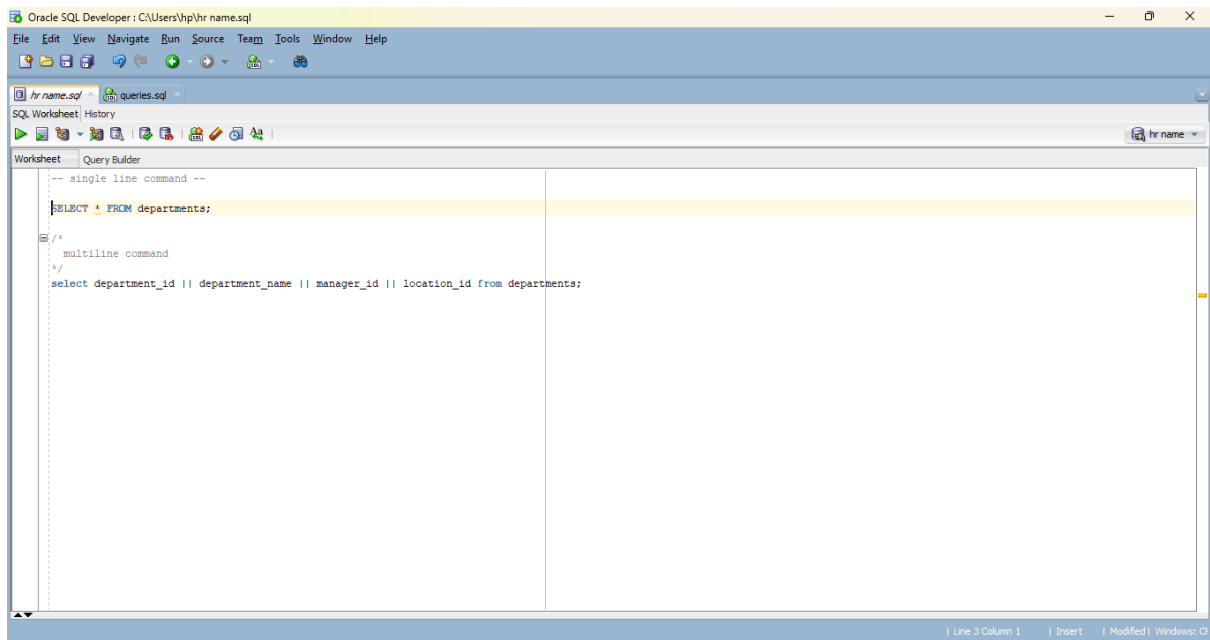 Oracle SQL Developer : C:\Users\hp\hr name.sql
File Edit View Navigate Run Source Team Tools Window Help
hr name.sql queries.sql
SQL Worksheet History
hr name
Worksheet Query Builder
-- single line command --
SELECT * FROM departments;
/*
multiline command
*/
select department_id || department_name || manager_id || location_id from departments;
| Line 3 Column 1 | Insert | Modified | Windows: CF